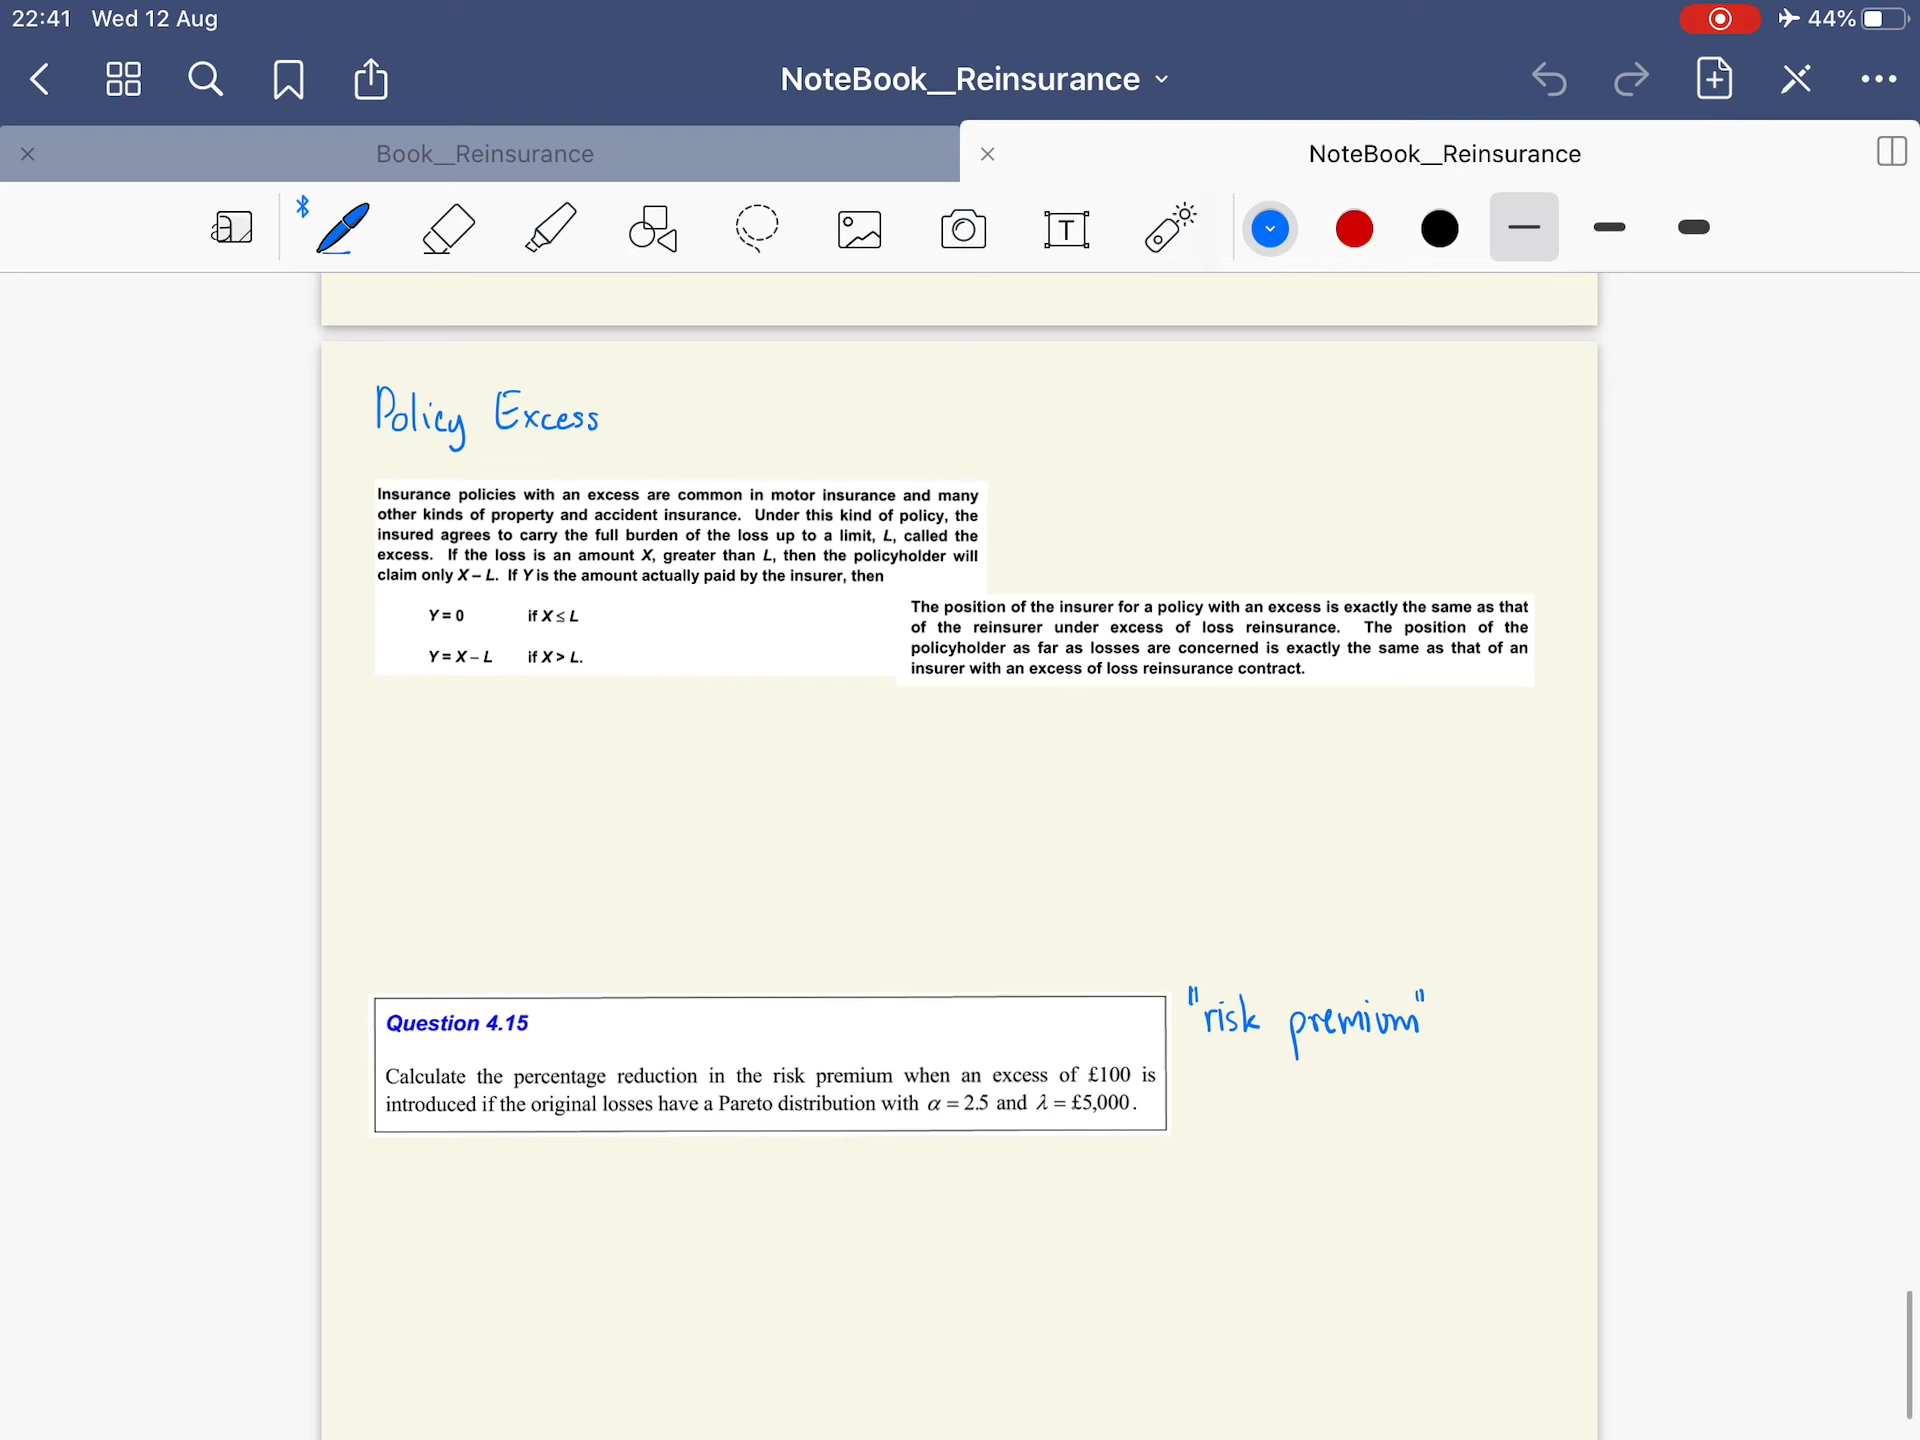 22:41 Wed 12 Aug
44%
NoteBook__Reinsurance
Book__Reinsurance
NoteBook__Reinsurance
Policy Excess
Insurance policies with an excess are common in motor insurance and many
other kinds of property and accident insurance. Under this kind of policy, the
insured agrees to carry the full burden of the loss up to a limit, L, called the
excess. If the loss is an amount X, greater than L, then the policyholder will
claim only X – L. If Y is the amount actually paid by the insurer, then
Y = 0 if X ≤ L
Y = X – L if X > L.
The position of the insurer for a policy with an excess is exactly the same as that
of the reinsurer under excess of loss reinsurance. The position of the
policyholder as far as losses are concerned is exactly the same as that of an
insurer with an excess of loss reinsurance contract.
Question 4.15
Calculate the percentage reduction in the risk premium when an excess of £100 is
introduced if the original losses have a Pareto distribution with α = 2.5 and λ = £5,000.
"risk premium"